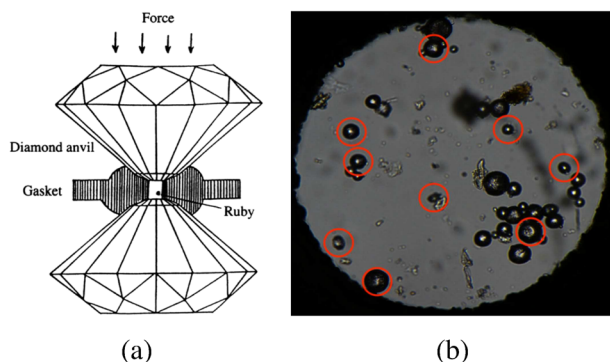 Force
Diamond anvil
Gasket
Ruby
(a)
(b)